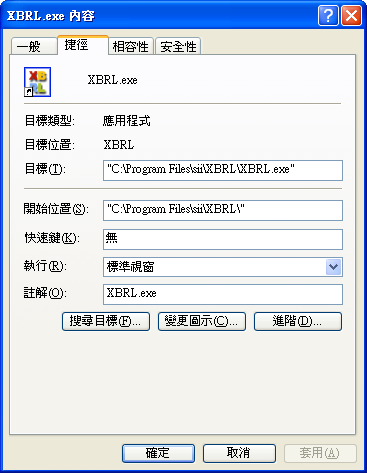 XBRL.exe 內容
一般 捷徑 相容性 安全性
XB
LL
XBRL.exe
目標類型: 應用程式
目標位置: XBRL
目標(T): "C:\Program Files\sii\XBRL\XBRL.exe"
開始位置(S): "C:\Program Files\sii\XBRL\"
快速鍵(K): 無
執行(R): 標準視窗
註解(O): XBRL.exe
搜尋目標(F)... 變更圖示(C)... 進階(D)...
確定 取消 套用(A)